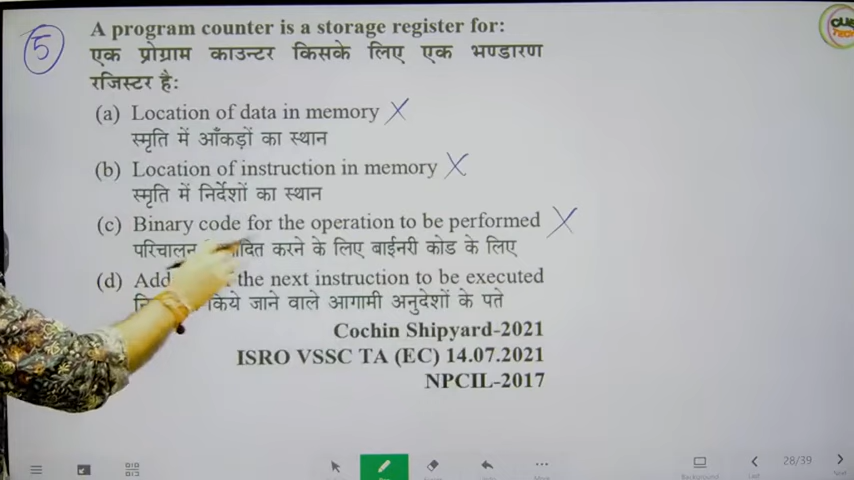 5 A program counter is a storage register for:
एक प्रोग्राम काउन्टर किसके लिए एक भण्डारण
रजिस्टर है:
(a) Location of data in memory X
स्मृति में आँकड़ों का स्थान
(b) Location of instruction in memory X
स्मृति में निर्देशों का स्थान
(c) Binary code for the operation to be performed X
परिचालन करने के लिए बाईनरी कोड के लिए
(d) the next instruction to be executed
किये जाने वाले आगामी अनुदेशों के पते
Cochin Shipyard-2021
ISRO VSSC TA (EC) 14.07.2021
NPCIL-2017
28/39